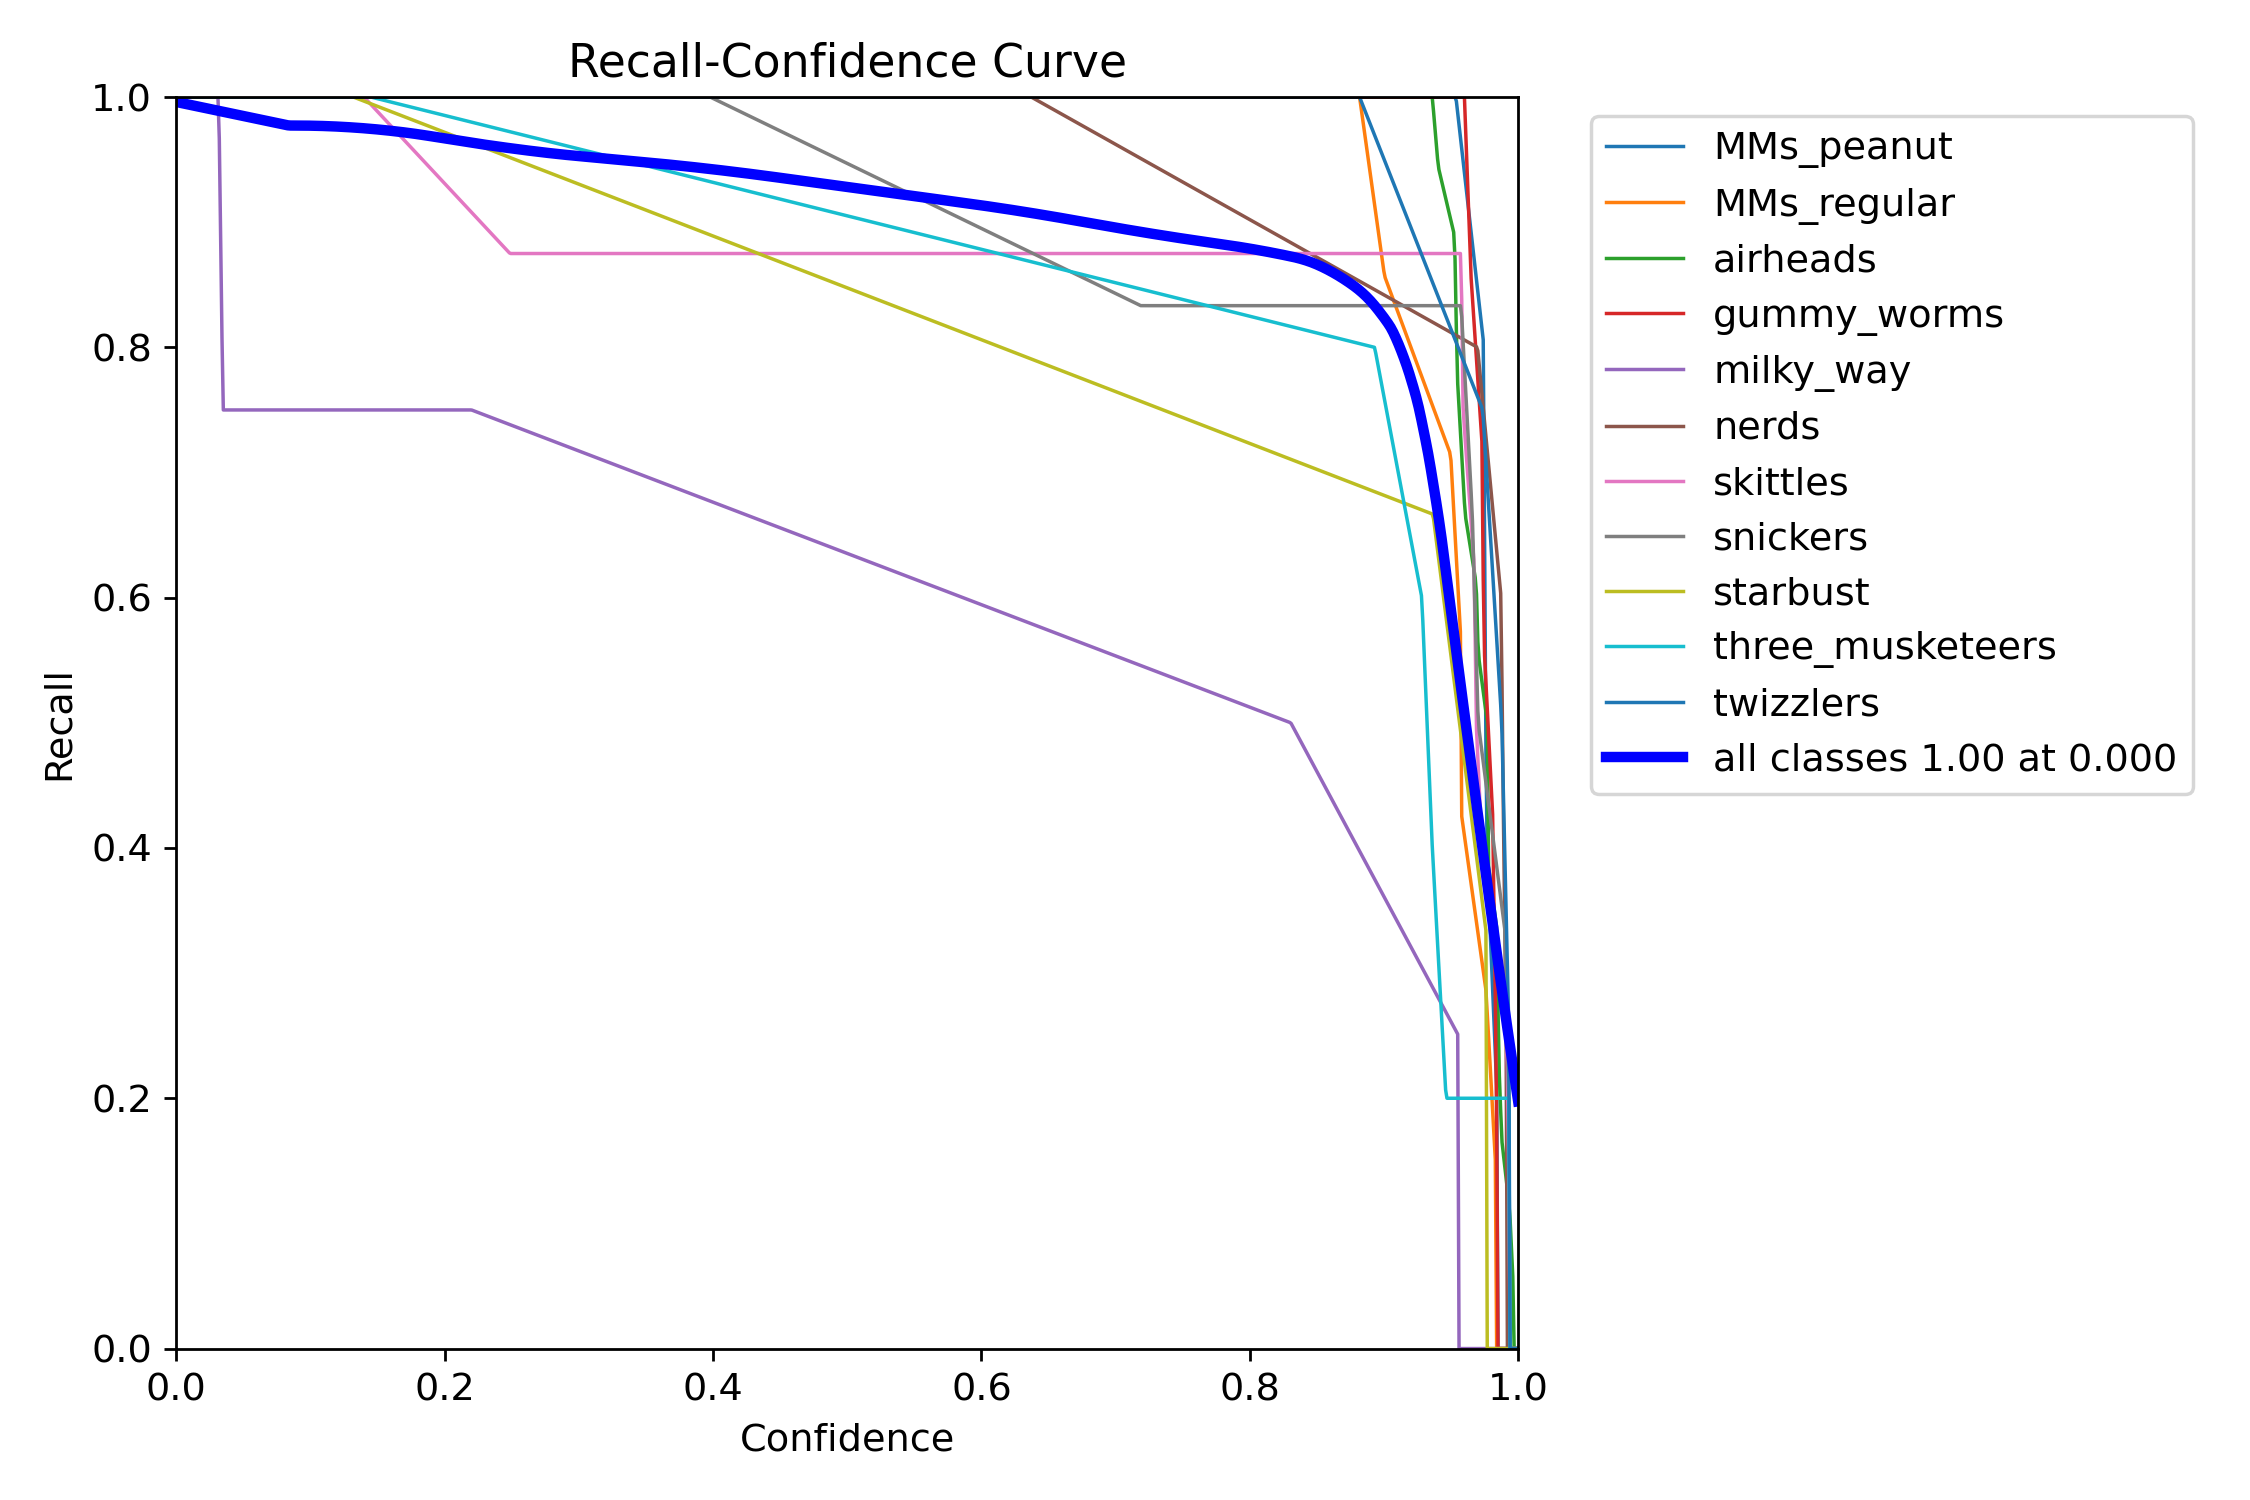 Recall-Confidence Curve
1.0
0.8
0.6
0.4
0.2
0.0
Recall
0.0 0.2 0.4 0.6 0.8 1.0
Confidence
MMs_peanut
MMs_regular
airheads
gummy_worms
milky_way
nerds
skittles
snickers
starbust
three_musketeers
twizzlers
all classes 1.00 at 0.000